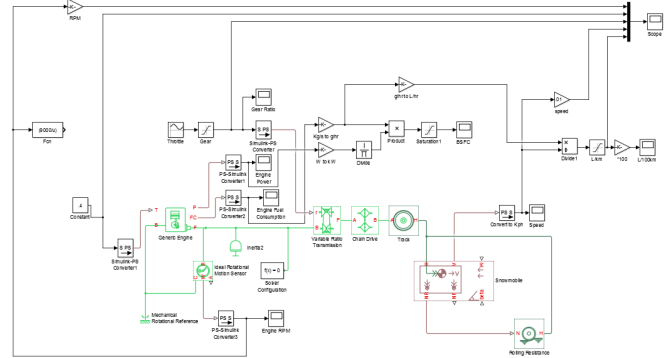 RPM
-K-
Scope
-K-
g/hr to L/hr
speed
Gear Ratio
Throttle
Gear
S PS
Simulink-PS
Converter
-K-
Kg/s to g/hr
-K-
W to kW
Divide
Product
Saturation1
BSFC
Divide1
L/km
-K-
*100
L/100km
Fcn
PS S
PS-Simulink
Converter1
Engine
Power
PS S
PS-Simulink
Converter2
Engine Fuel
Consumption
Constant
S PS
Simulink-PS
Converter1
T
B
P
FC
F
Generic Engine
Inertia2
f(x) = 0
Solver
Configuration
Variable Ratio
Transmission
Chain Drive
Track
PS S
Convert to Kph
Speed
Ideal Rotational
Motion Sensor
Mechanical
Rotational Reference
PS S
PS-Simulink
Converter3
Engine RPM
Snowmobile
N
H
Rolling Resistance